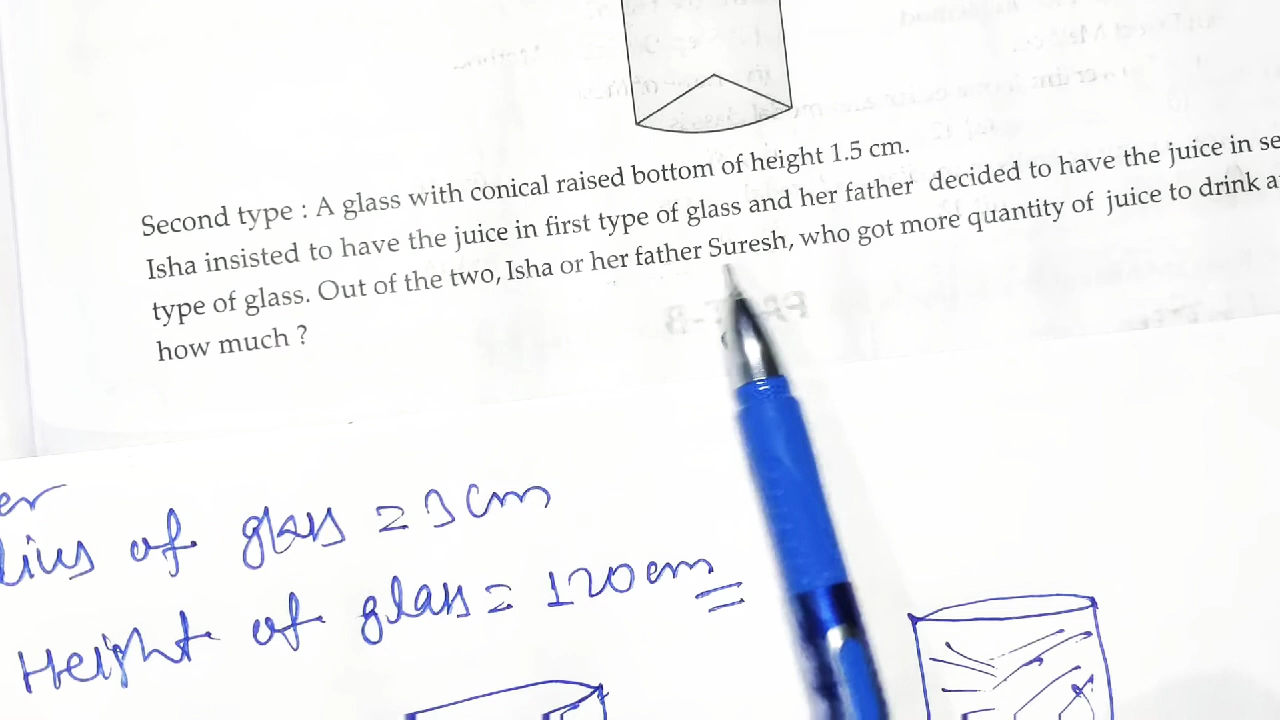 Second type : A glass with conical raised bottom of height 1.5 cm.
Isha insisted to have the juice in first type of glass and her father decided to have the juice in se
type of glass. Out of the two, Isha or her father Suresh, who got more quantity of juice to drink a
how much ?
er
dius of glass = 3 cm
Height of glass = 120 cm